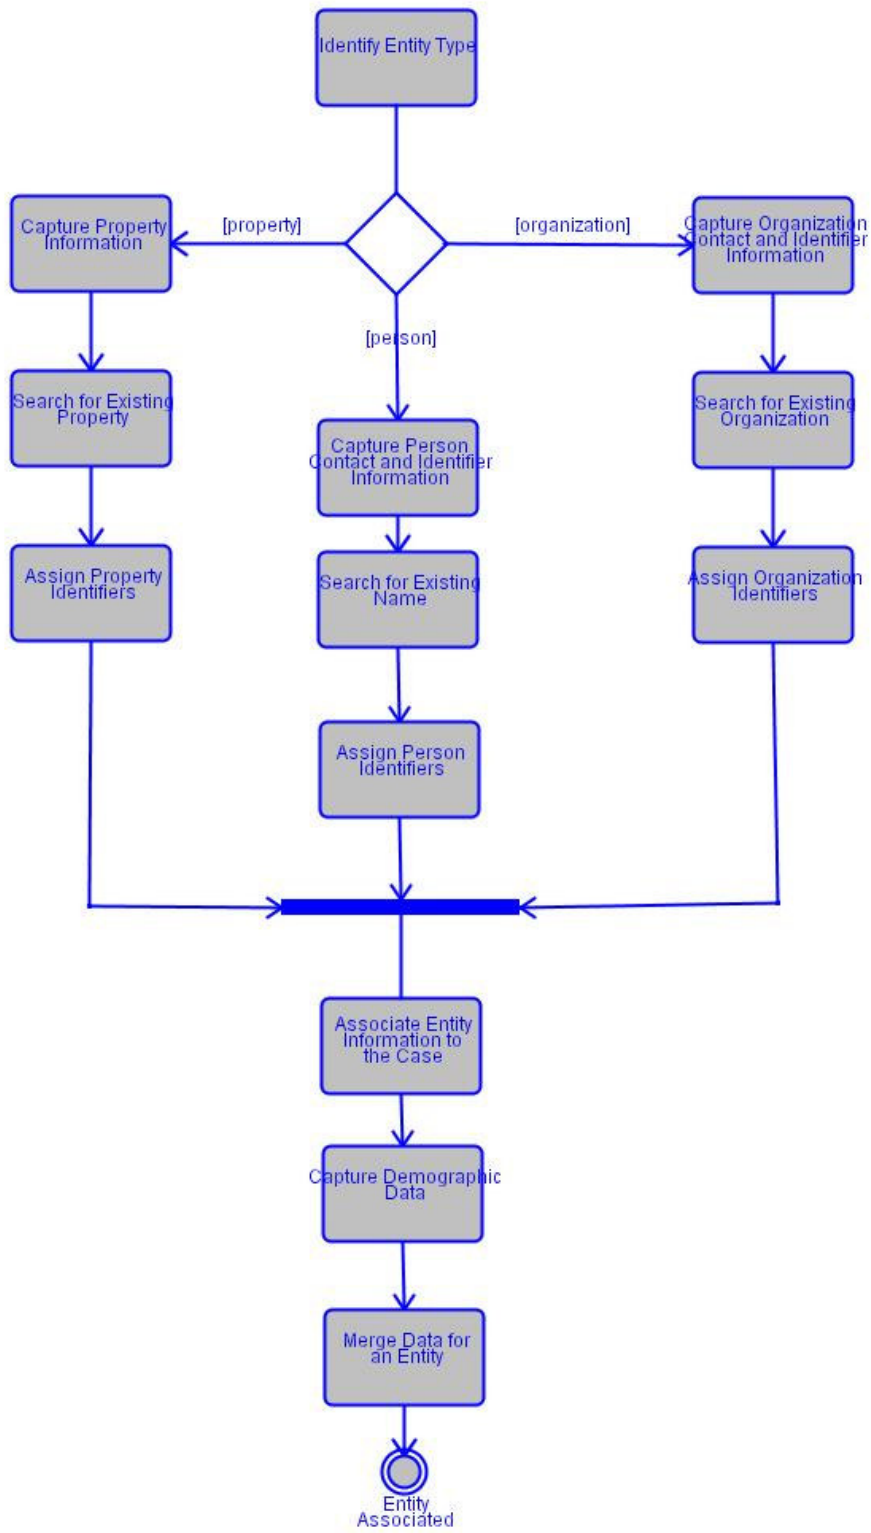 Identify Entity Type
[property]
[organization]
Capture Property
Information
Capture Organization
Contact and Identifier
Information
[person]
Search for Existing
Property
Search for Existing
Organization
Capture Person
Contact and Identifier
Information
Assign Property
Identifiers
Search for Existing
Name
Assign Organization
Identifiers
Assign Person
Identifiers
Associate Entity
Information to
the Case
Capture Demographic
Data
Merge Data for
an Entity
Entity
Associated